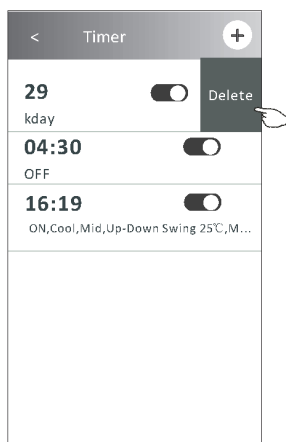 < Timer +
29
Delete
kday
04:30
OFF
16:19
ON,Cool,Mid,Up-Down Swing 25℃,M...